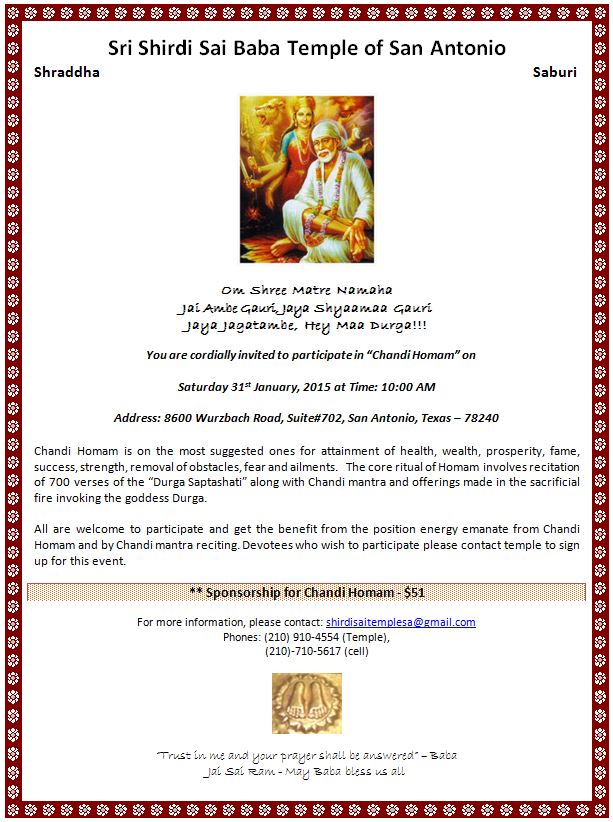 Sri Shirdi Sai Baba Temple of San Antonio
Shraddha Saburi
Om Shree Matre Namaha
Jai Ambe Gauri, Jaya Shyaamaa Gauri
Jaya Jagatambe, Hey Maa Durga!!!
You are cordially invited to participate in “Chandi Homam” on
Saturday 31st January, 2015 at Time: 10:00 AM
Address: 8600 Wurzbach Road, Suite#702, San Antonio, Texas – 78240
Chandi Homam is on the most suggested ones for attainment of health, wealth, prosperity, fame,
success, strength, removal of obstacles, fear and ailments. The core ritual of Homam involves recitation
of 700 verses of the “Durga Saptashati” along with Chandi mantra and offerings made in the sacrificial
fire invoking the goddess Durga.
All are welcome to participate and get the benefit from the position energy emanate from Chandi
Homam and by Chandi mantra reciting. Devotees who wish to participate please contact temple to sign
up for this event.
** Sponsorship for Chandi Homam - $51
For more information, please contact: shirdisaitemplesa@gmail.com
Phones: (210) 910-4554 (Temple),
(210)-710-5617 (cell)
“Trust in me and your prayer shall be answered” – Baba
Jai Sai Ram - May Baba bless us all